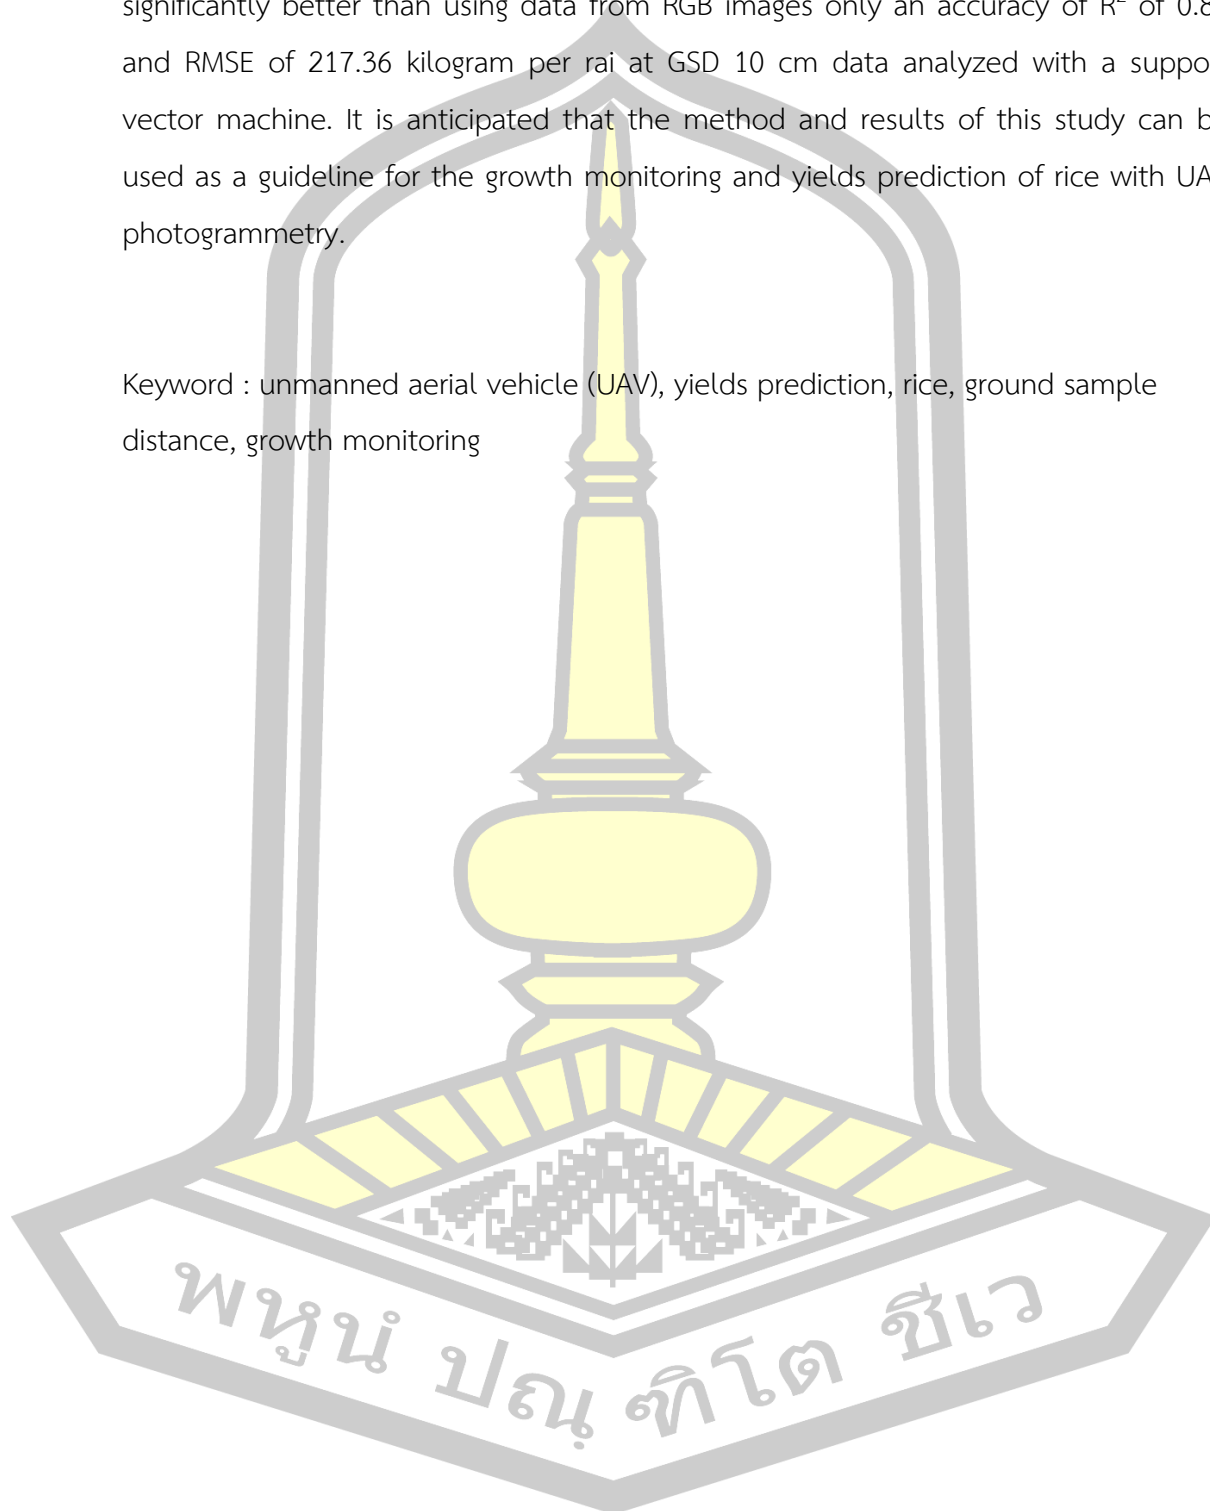 significantly better than using data from RGB images only an accuracy of R² of 0.8
and RMSE of 217.36 kilogram per rai at GSD 10 cm data analyzed with a suppo
vector machine. It is anticipated that the method and results of this study can b
used as a guideline for the growth monitoring and yields prediction of rice with UA
photogrammetry.
Keyword : unmanned aerial vehicle (UAV), yields prediction, rice, ground sample
distance, growth monitoring
พหูนํ ปณฺฑิโต ชีเว